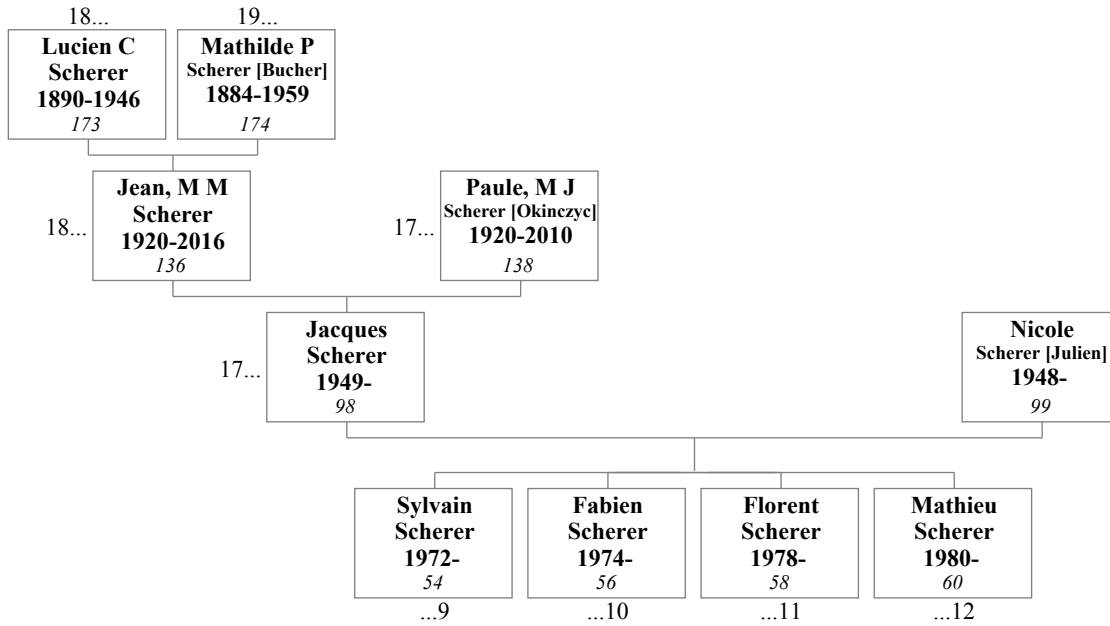 18...
19...
Lucien C
Scherer
1890-1946
173
Mathilde P
Scherer [Bucher]
1884-1959
174
18...
Jean, M M
Scherer
1920-2016
136
17...
Paule, M J
Scherer [Okinczyc]
1920-2010
138
17...
Jacques
Scherer
1949-
98
Nicole
Scherer [Julien]
1948-
99
Sylvain
Scherer
1972-
54
...9
Fabien
Scherer
1974-
56
...10
Florent
Scherer
1978-
58
...11
Mathieu
Scherer
1980-
60
...12